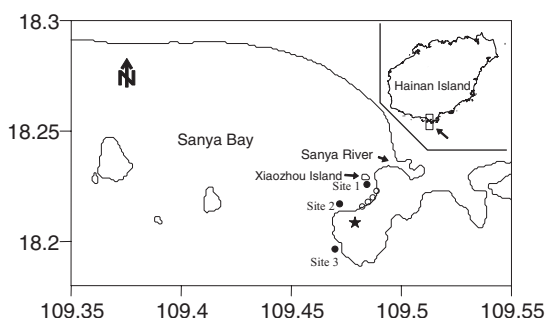 18.3
Hainan Island
N
18.25
Sanya Bay
Sanya River
Xiaozhou Island
Site 1
Site 2
18.2
Site 3
109.35 109.4 109.45 109.5 109.55